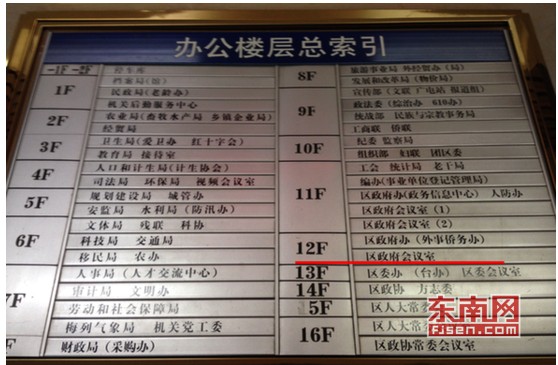 办公楼层总索引
-1F -2F 停车库
1F 档案局(馆)
民政局(老龄办)
机关后勤服务中心
2F 农业局(畜牧水产局 乡镇企业局)
经贸局
3F 卫生局(爱卫办 红十字会)
教育局 接待室
4F 人口和计生局(计生协会)
司法局 环保局 视频会议室
5F 规划建设局 城管办
安监局 水利局(防汛办)
6F 文体局 残联 科协
科技局 交通局
移民局 农办
7F 人事局(人才交流中心)
审计局 文明办
劳动和社会保障局
梅列气象局 机关党工委
F 财政局(采购办)
8F 旅游事业局 外经贸办(局)
发展和改革局(物价局)
9F 宣传部(文联 广电站 报道组)
政法委(综治办 610办)
统战部 民族与宗教事务局
工商联 侨联
10F 纪委 监察局
组织部 妇联 团区委
工会 统计局 老干局
11F 编办(事业单位登记管理局)
区政府办(政务信息中心) 人防办
区政府会议室(1)
区政府会议室(2)
12F 区政府办(外事侨务办)
区政府会议室
13F 区委办(台办) 区委会议室
14F 区政协 方志委
5F 区人大常委
区人大常委
16F 区政协常委会议室
东南网
FJSEN.COM